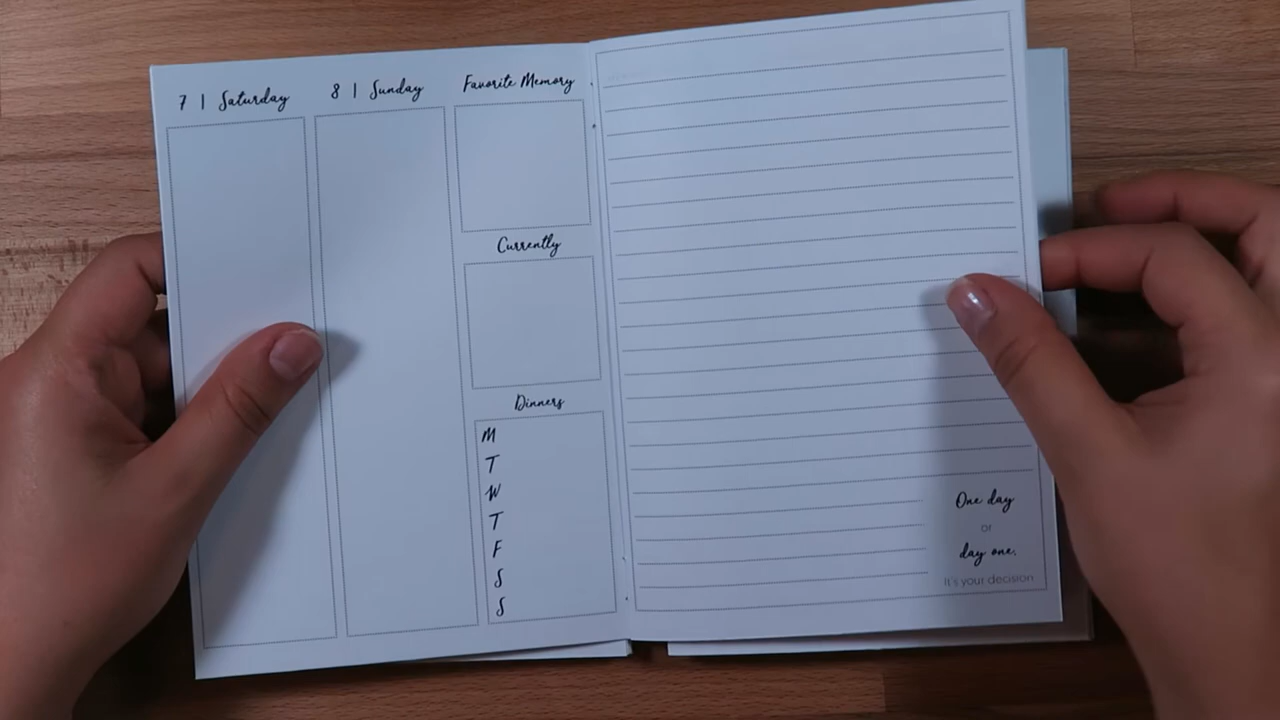 7 | Saturday
8 | Sunday
Favorite Memory
Currently
Dinners
M
T
W
T
F
S
S
One day
or
day one.
It's your decision